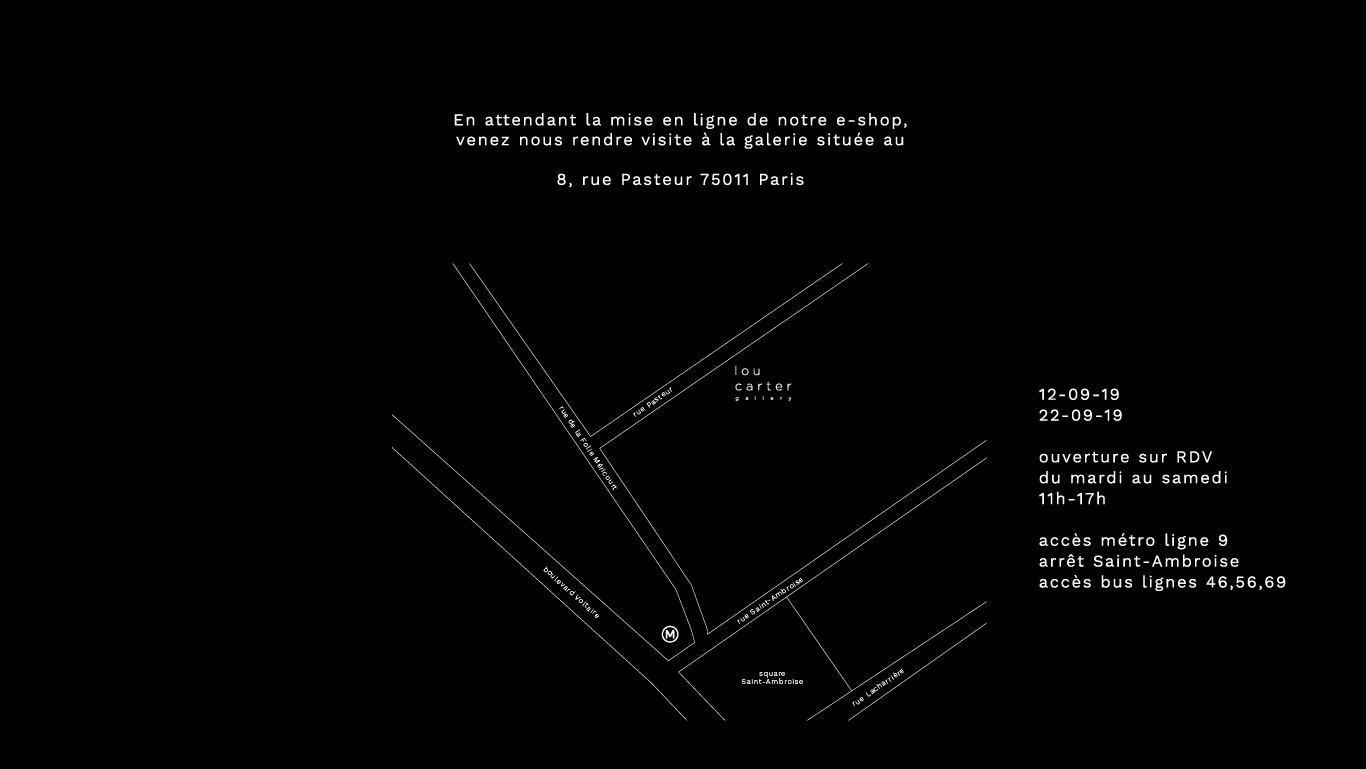 En attendant la mise en ligne de notre e-shop,
venez nous rendre visite à la galerie située au
8, rue Pasteur 75011 Paris
lou
carter
gallery
rue Pasteur
rue de la Folie Méricourt
boulevard voltaire
M
rue Saint-Ambroise
square
Saint-Ambroise
rue Lacharrière
12-09-19
22-09-19
ouverture sur RDV
du mardi au samedi
11h-17h
accès métro ligne 9
arrêt Saint-Ambroise
accès bus lignes 46,56,69